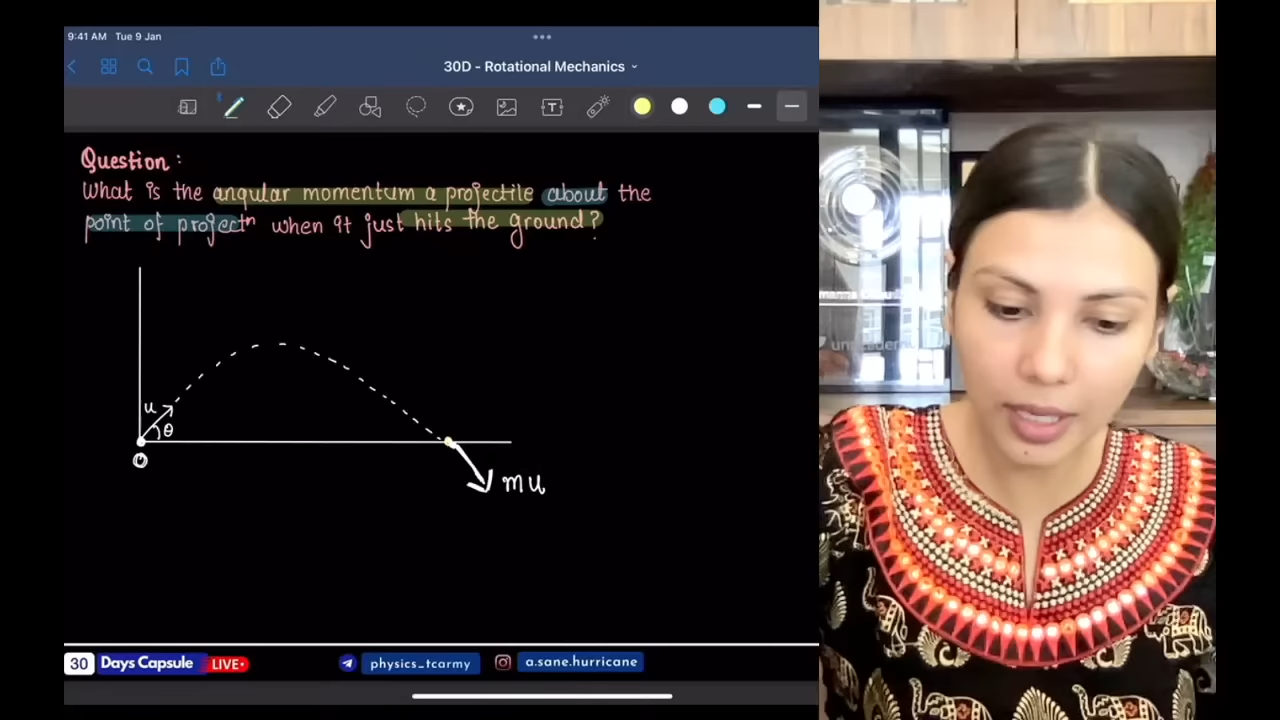 9:41 AM Tue 9 Jan
30D - Rotational Mechanics
Question :
What is the angular momentum a projectile about the
point of projectⁿ when it just hits the ground?
u
θ
O
mu
30 Days Capsule LIVE
physics_tcarmy
a.sane.hurricane